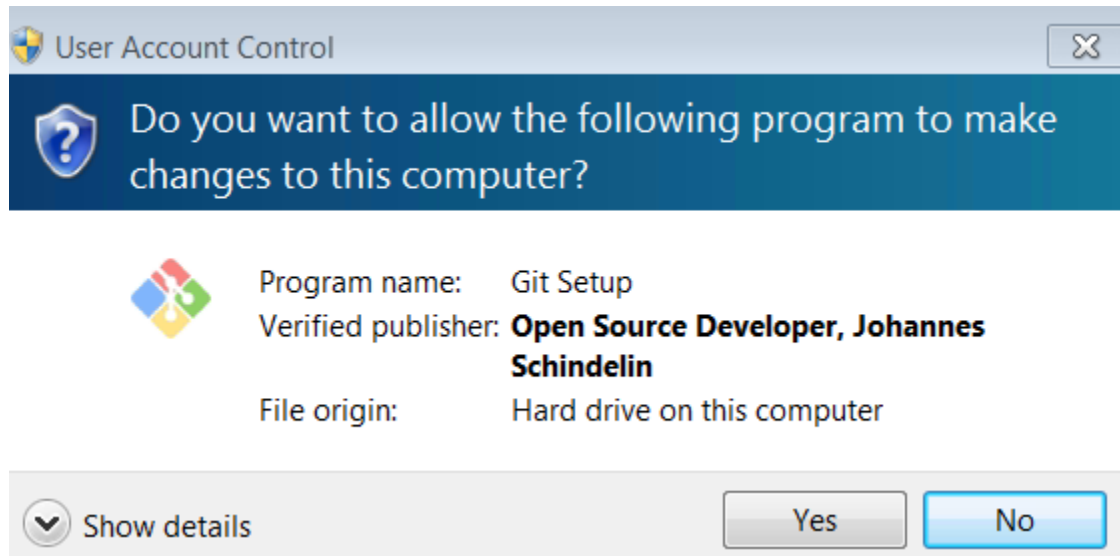 User Account Control
Do you want to allow the following program to make
changes to this computer?
Program name: Git Setup
Verified publisher: Open Source Developer, Johannes
Schindelin
File origin: Hard drive on this computer
Show details
Yes
No